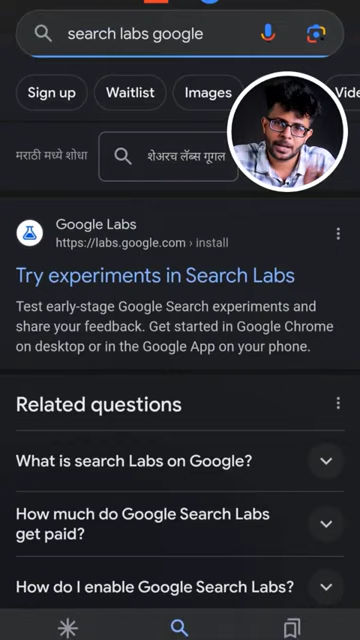 search labs google
Sign up
Waitlist
Images
Vide
मराठी मध्ये शोधा
शेअरच लॅब्स गूगल
Google Labs
https://labs.google.com › install
Try experiments in Search Labs
Test early-stage Google Search experiments and
share your feedback. Get started in Google Chrome
on desktop or in the Google App on your phone.
Related questions
What is search Labs on Google?
How much do Google Search Labs
get paid?
How do I enable Google Search Labs?